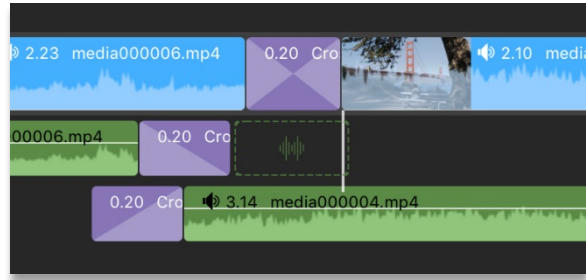 2.23 media000006.mp4 0.20 Cro 2.10 media
00006.mp4 0.20 Cro
0.20 Cro 3.14 media000004.mp4